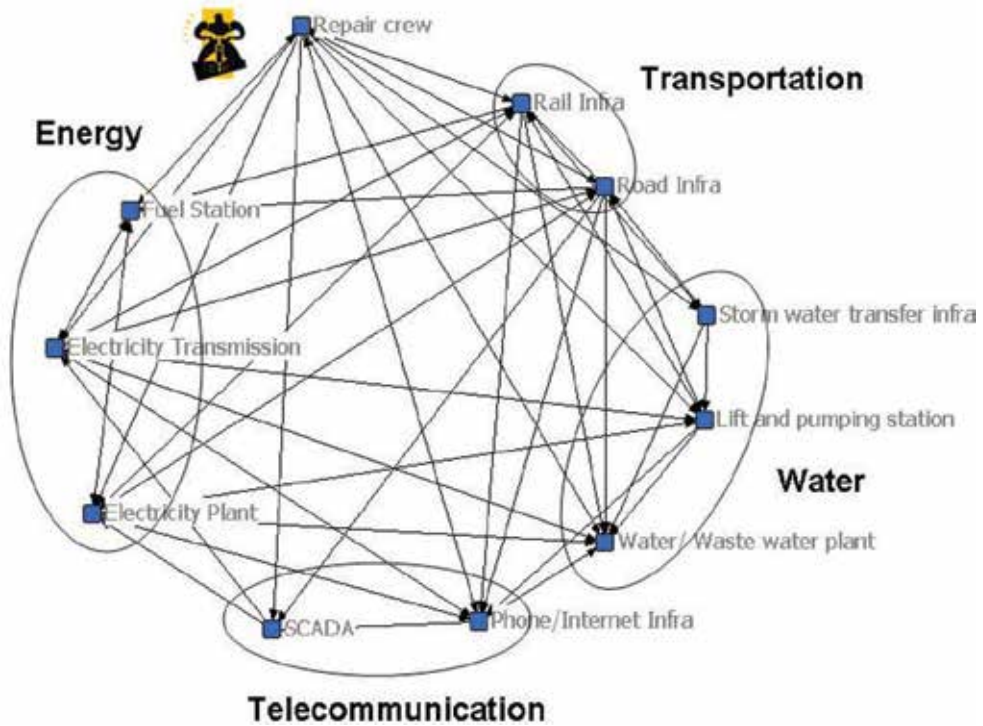 Repair crew
Transportation
Rail Infra
Energy
Road Infra
Fuel Station
Storm water transfer infra
Electricity Transmission
Lift and pumping station
Water
Electricity Plant
Water/ Waste water plant
Phone/Internet Infra
SCADA
Telecommunication